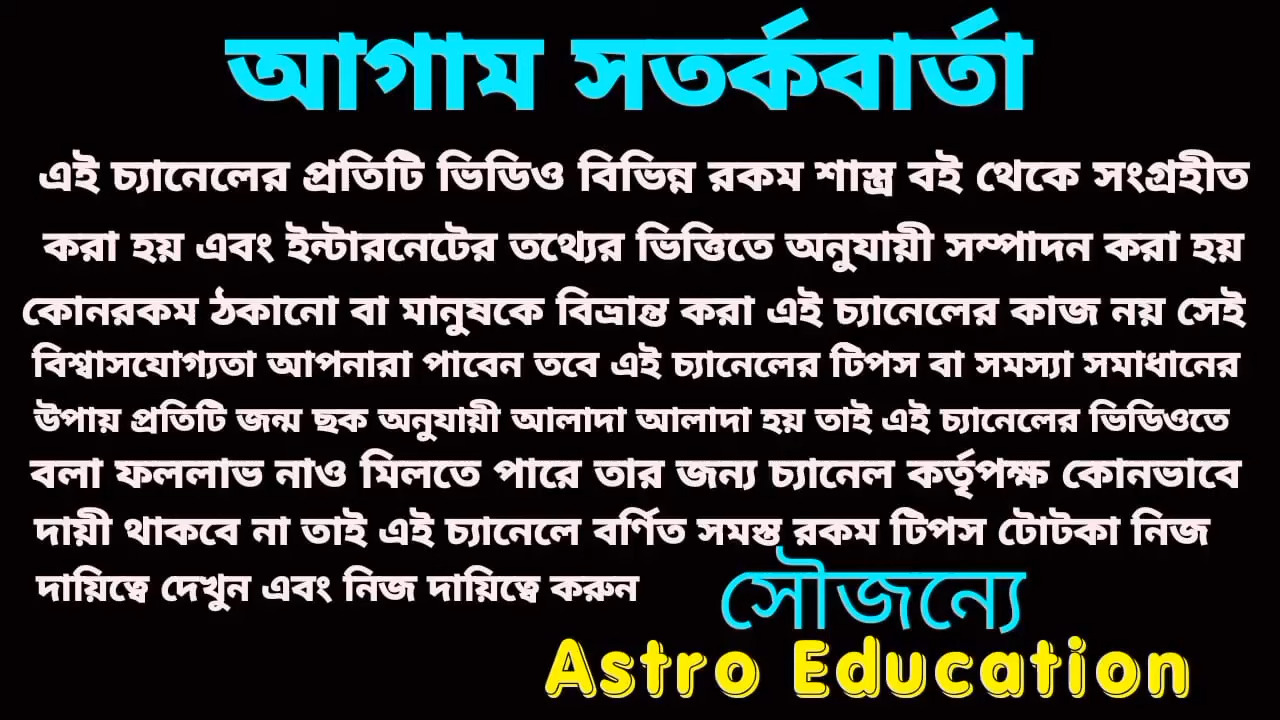 আগাম সতর্কবার্তা
এই চ্যানেলের প্রতিটি ভিডিও বিভিন্ন রকম শাস্ত্র বই থেকে সংগ্রহীত
করা হয় এবং ইন্টারনেটের তথ্যের ভিত্তিতে অনুযায়ী সম্পাদন করা হয়
কোনরকম ঠকানো বা মানুষকে বিভ্রান্ত করা এই চ্যানেলের কাজ নয় সেই
বিশ্বাসযোগ্যতা আপনারা পাবেন তবে এই চ্যানেলের টিপস বা সমস্যা সমাধানের
উপায় প্রতিটি জন্ম ছক অনুযায়ী আলাদা আলাদা হয় তাই এই চ্যানেলের ভিডিওতে
বলা ফললাভ নাও মিলতে পারে তার জন্য চ্যানেল কর্তৃপক্ষ কোনভাবে
দায়ী থাকবে না তাই এই চ্যানেলে বর্ণিত সমস্ত রকম টিপস টোটকা নিজ
দায়িত্বে দেখুন এবং নিজ দায়িত্বে করুন
সৌজন্যে
Astro Education